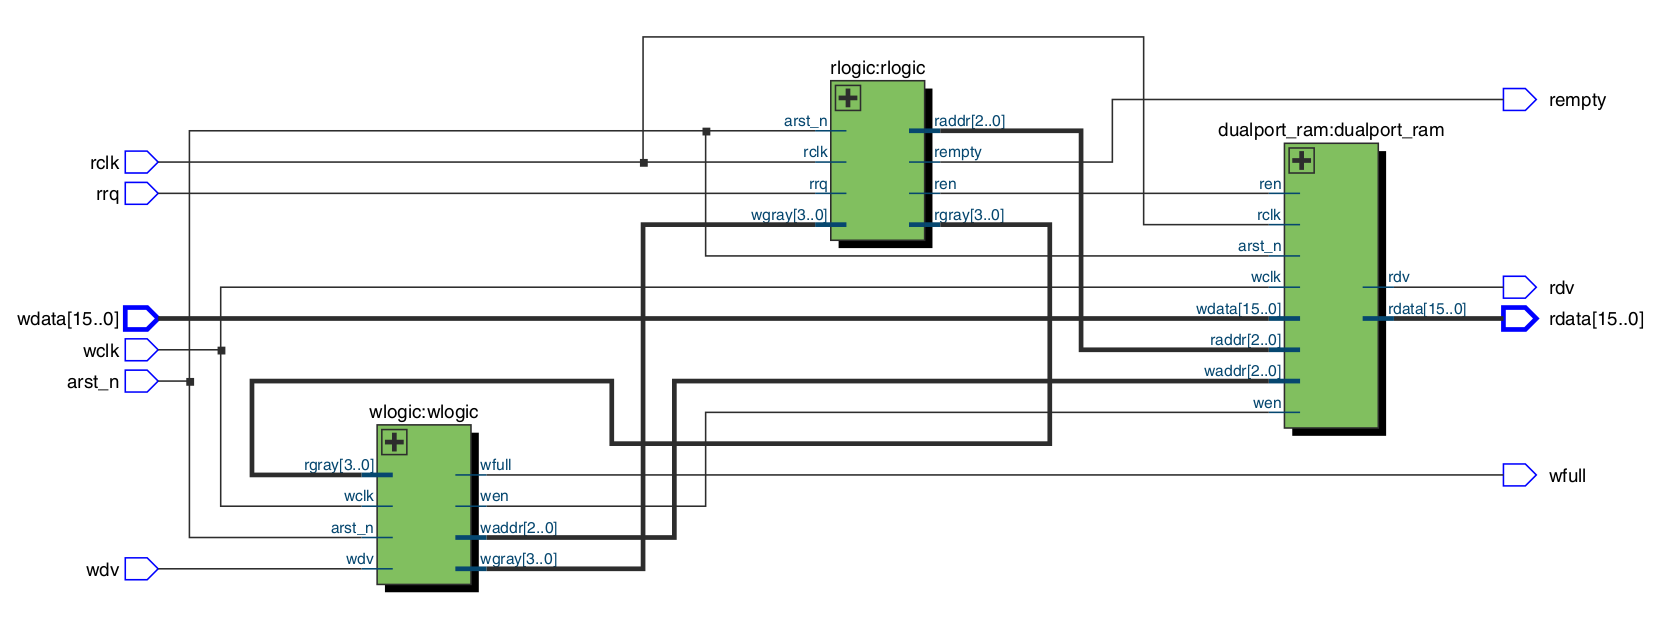 rlogic:rlogic
rempty
arst_n
raddr[2..0]
dualport_ram:dualport_ram
rclk
rclk
rempty
rrq
rrq
ren
ren
wgray[3..0]
rgray[3..0]
rclk
arst_n
wclk
rdv
rdv
wdata[15..0]
wdata[15..0]
rdata[15..0]
rdata[15..0]
wclk
raddr[2..0]
arst_n
waddr[2..0]
wlogic:wlogic
wen
rgray[3..0]
wfull
wfull
wclk
wen
arst_n
waddr[2..0]
wdv
wdv
wgray[3..0]